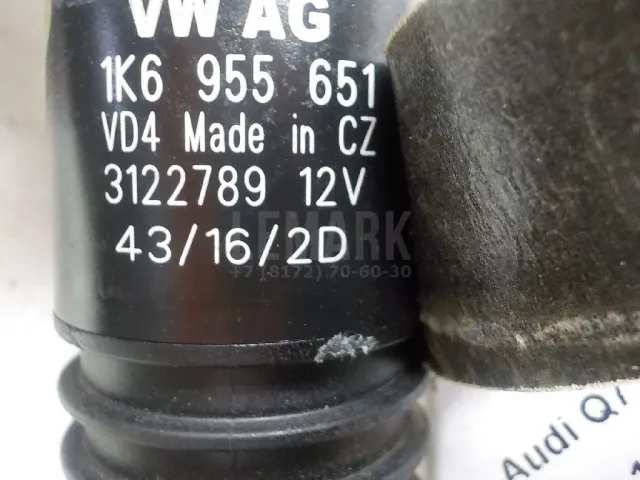 VW AG
1K6 955 651
VD4 Made in CZ
3122789 12V
43/16/2D
LEMARK
+7 (8172) 70-60-30
Audi Q7